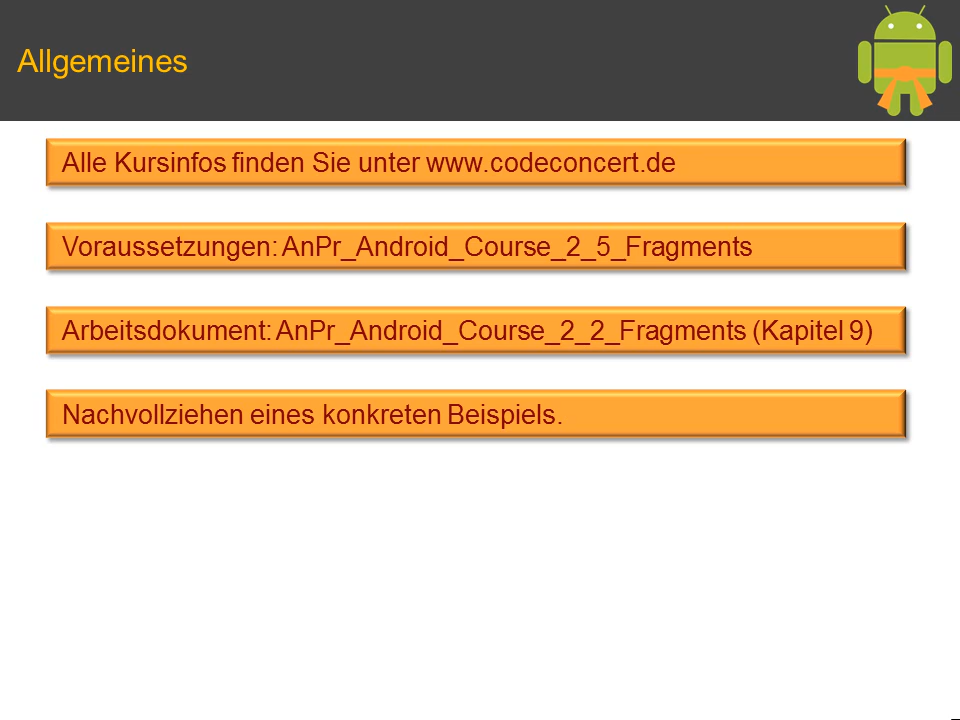 Allgemeines
Alle Kursinfos finden Sie unter www.codeconcert.de
Voraussetzungen: AnPr_Android_Course_2_5_Fragments
Arbeitsdokument: AnPr_Android_Course_2_2_Fragments (Kapitel 9)
Nachvollziehen eines konkreten Beispiels.